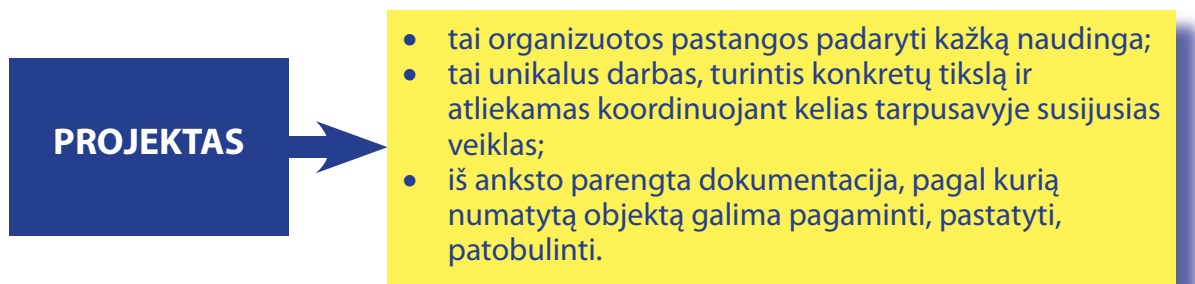 PROJEKTAS
• tai organizuotos pastangos padaryti kažką naudinga;
• tai unikalus darbas, turintis konkretų tikslą ir
atliekamas koordinuojant kelias tarpusavyje susijusias
veiklas;
• iš anksto parengta dokumentacija, pagal kurią
numatytą objektą galima pagaminti, pastatyti,
patobulinti.